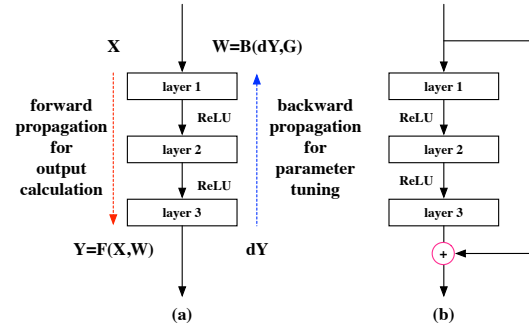 X
W=B(dY,G)
layer 1
ReLU
layer 2
ReLU
layer 3
forward
propagation
for
output
calculation
backward
propagation
for
parameter
tuning
Y=F(X,W)
dY
(a)
layer 1
ReLU
layer 2
ReLU
layer 3
+
(b)